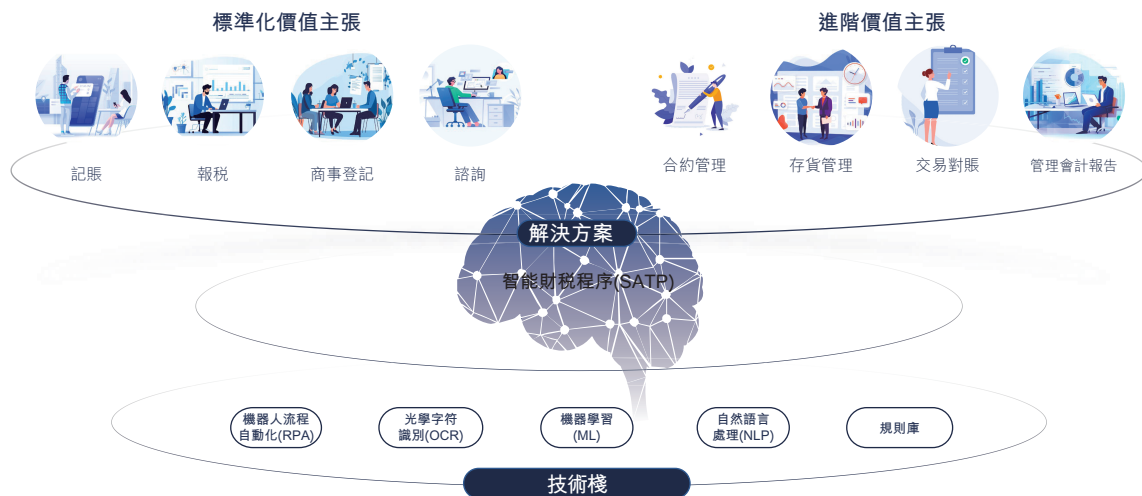 標準化價值主張
進階價值主張
記賬
報稅
商事登記
諮詢
合約管理
存貨管理
交易對賬
管理會計報告
解決方案
智能財稅程序(SATP)
機器人流程
自動化(RPA)
光學字符
識別(OCR)
機器學習
(ML)
自然語言
處理(NLP)
規則庫
技術棧